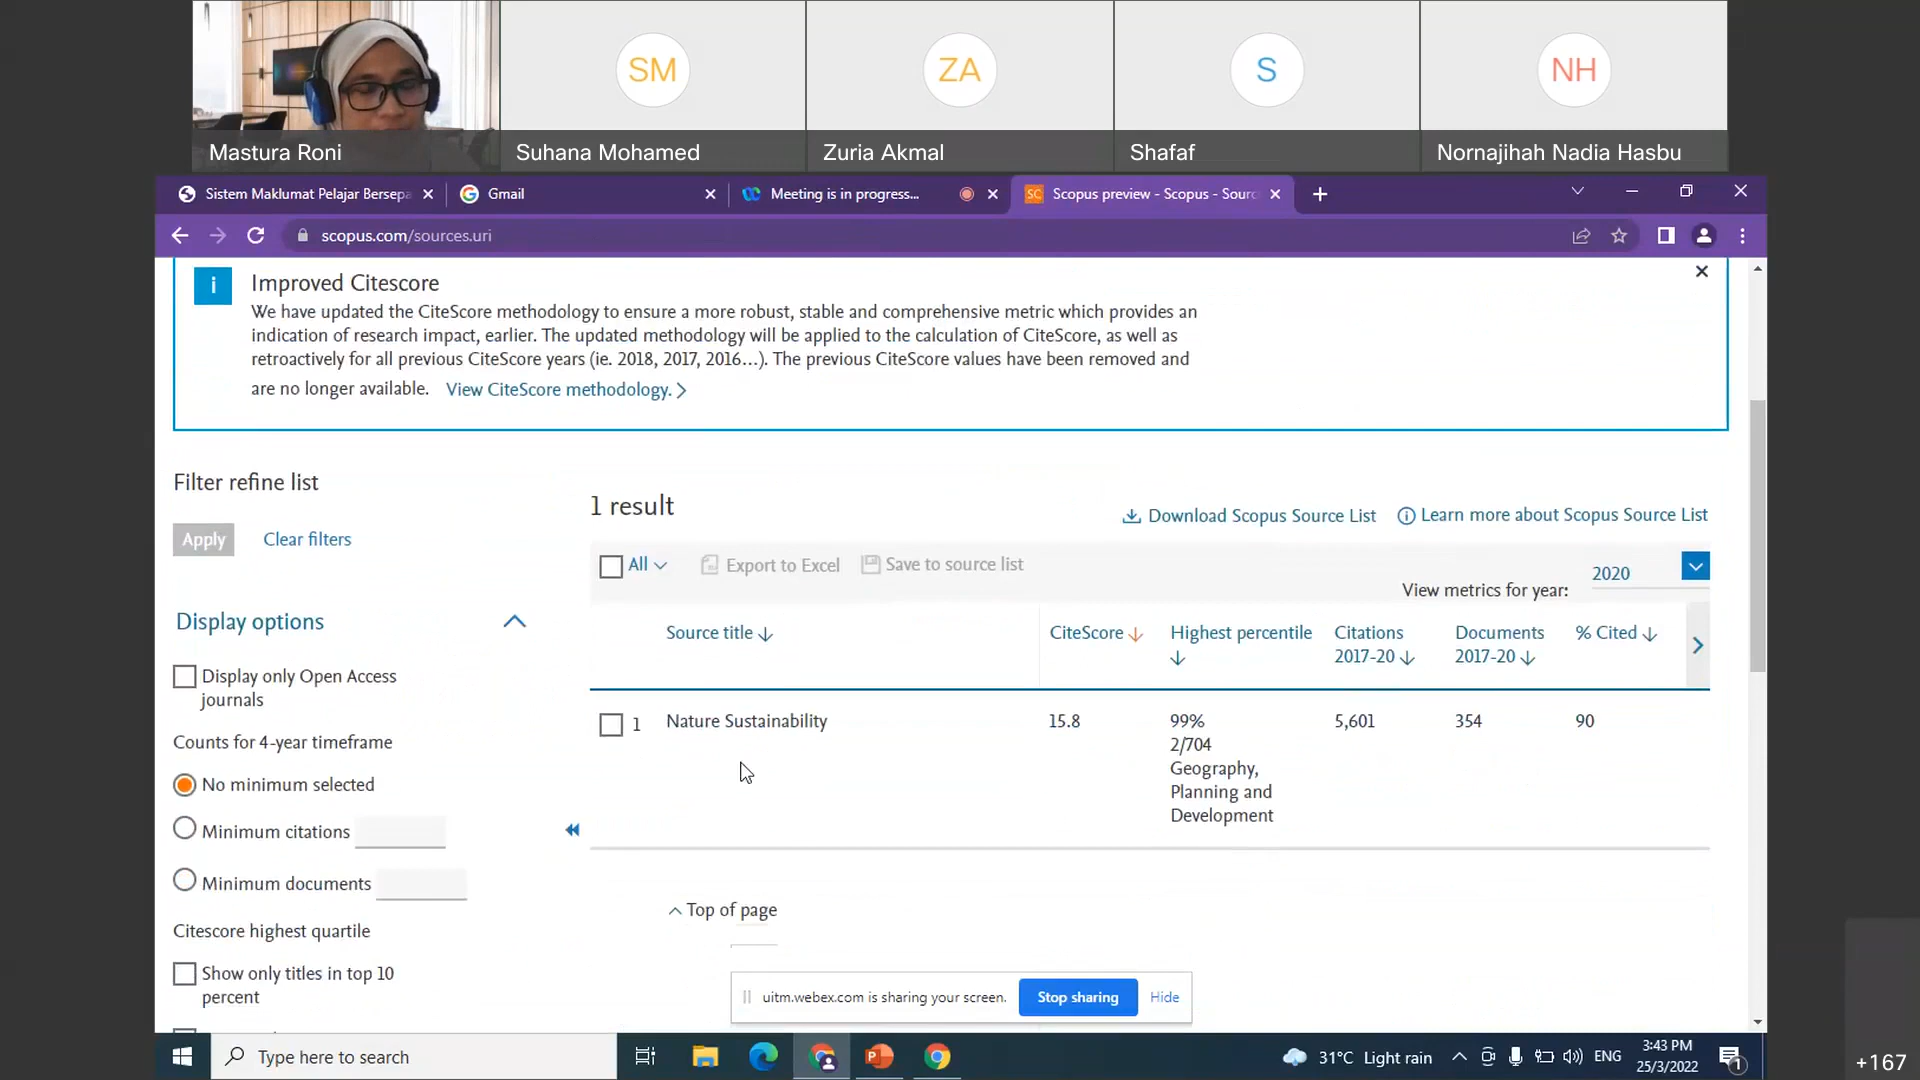 SM
ZA
S
NH
Mastura Roni
Suhana Mohamed
Zuria Akmal
Shafaf
Nornajihah Nadia Hasbu
Sistem Maklumat Pelajar Bersepa
Gmail
Meeting is in progress...
SC
Scopus preview - Scopus - Sourc
scopus.com/sources.uri
i
Improved Citescore
We have updated the CiteScore methodology to ensure a more robust, stable and comprehensive metric which provides an
indication of research impact, earlier. The updated methodology will be applied to the calculation of CiteScore, as well as
retroactively for all previous CiteScore years (ie. 2018, 2017, 2016...). The previous CiteScore values have been removed and
are no longer available. View CiteScore methodology.
Filter refine list
Apply
Clear filters
Display options
Display only Open Access
journals
Counts for 4-year timeframe
No minimum selected
Minimum citations
Minimum documents
Citescore highest quartile
Show only titles in top 10
percent
1 result
Download Scopus Source List
Learn more about Scopus Source List
All
Export to Excel
Save to source list
View metrics for year:
2020
Source title
CiteScore
Highest percentile
Citations
2017-20
Documents
2017-20
% Cited
1
Nature Sustainability
15.8
99%
2/704
Geography,
Planning and
Development
5,601
354
90
Top of page
uitm.webex.com is sharing your screen.
Stop sharing
Hide
Type here to search
31°C Light rain
ENG
3:43 PM
25/3/2022
1
+167